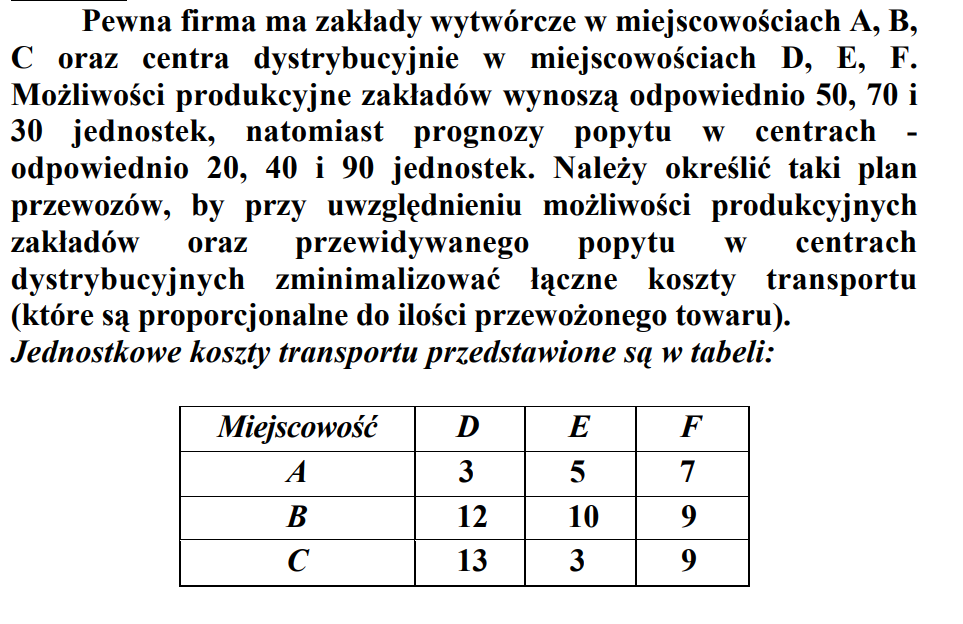 Pewna firma ma zakłady wytwórcze w miejscowościach A, B,
C oraz centra dystrybucyjnie w miejscowościach D, E, F.
Możliwości produkcyjne zakładów wynoszą odpowiednio 50, 70 i
30 jednostek, natomiast prognozy popytu w centrach -
odpowiednio 20, 40 i 90 jednostek. Należy określić taki plan
przewozów, by przy uwzględnieniu możliwości produkcyjnych
zakładów oraz przewidywanego popytu w centrach
dystrybucyjnych zminimalizować łączne koszty transportu
(które są proporcjonalne do ilości przewożonego towaru).
Jednostkowe koszty transportu przedstawione są w tabeli:
Miejscowość D E F
A 3 5 7
B 12 10 9
C 13 3 9